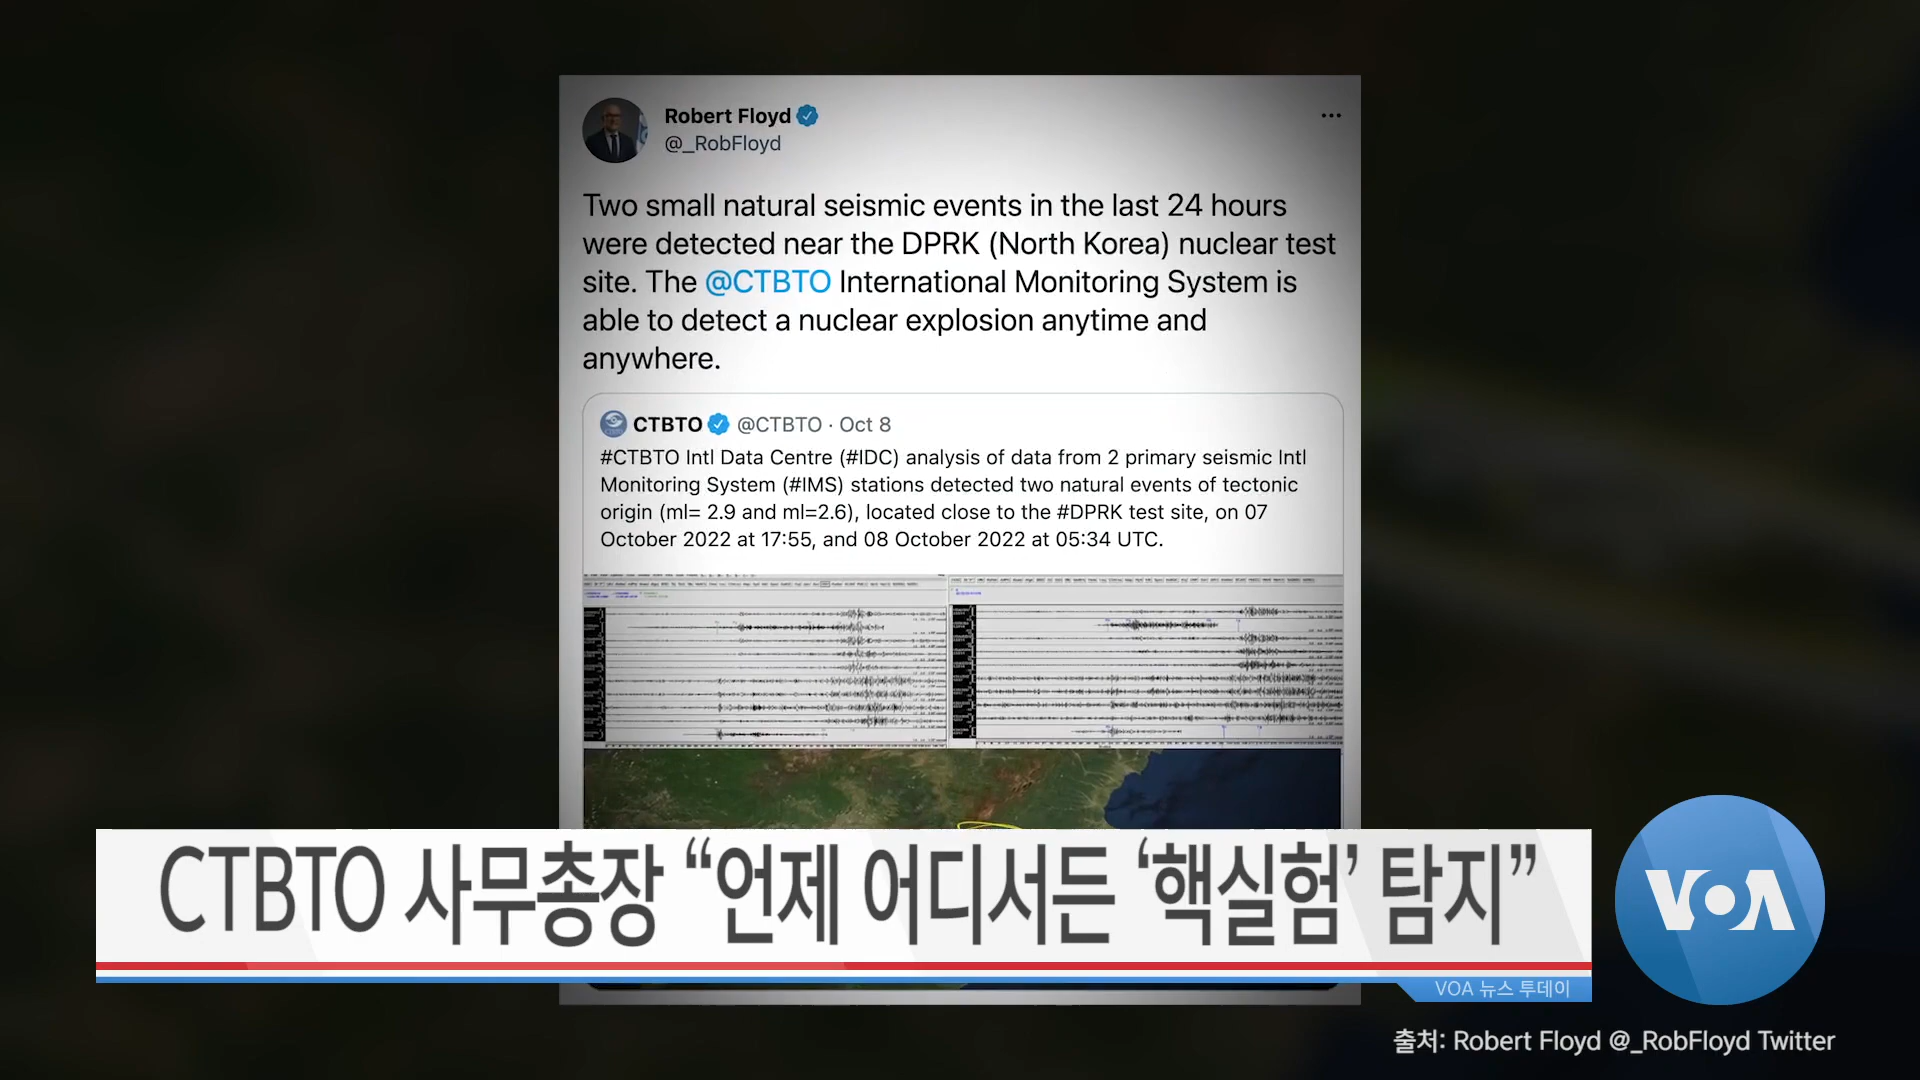 Robert Floyd
@_RobFloyd
Two small natural seismic events in the last 24 hours
were detected near the DPRK (North Korea) nuclear test
site. The @CTBTO International Monitoring System is
able to detect a nuclear explosion anytime and
anywhere.
CTBTO @CTBTO · Oct 8
#CTBTO Intl Data Centre (#IDC) analysis of data from 2 primary seismic Intl
Monitoring System (#IMS) stations detected two natural events of tectonic
origin (ml= 2.9 and ml=2.6), located close to the #DPRK test site, on 07
October 2022 at 17:55, and 08 October 2022 at 05:34 UTC.
CTBTO 사무총장 “언제 어디서든 ‘핵실험’ 탐지”
VOA
VOA 뉴스 투데이
출처: Robert Floyd @_RobFloyd Twitter